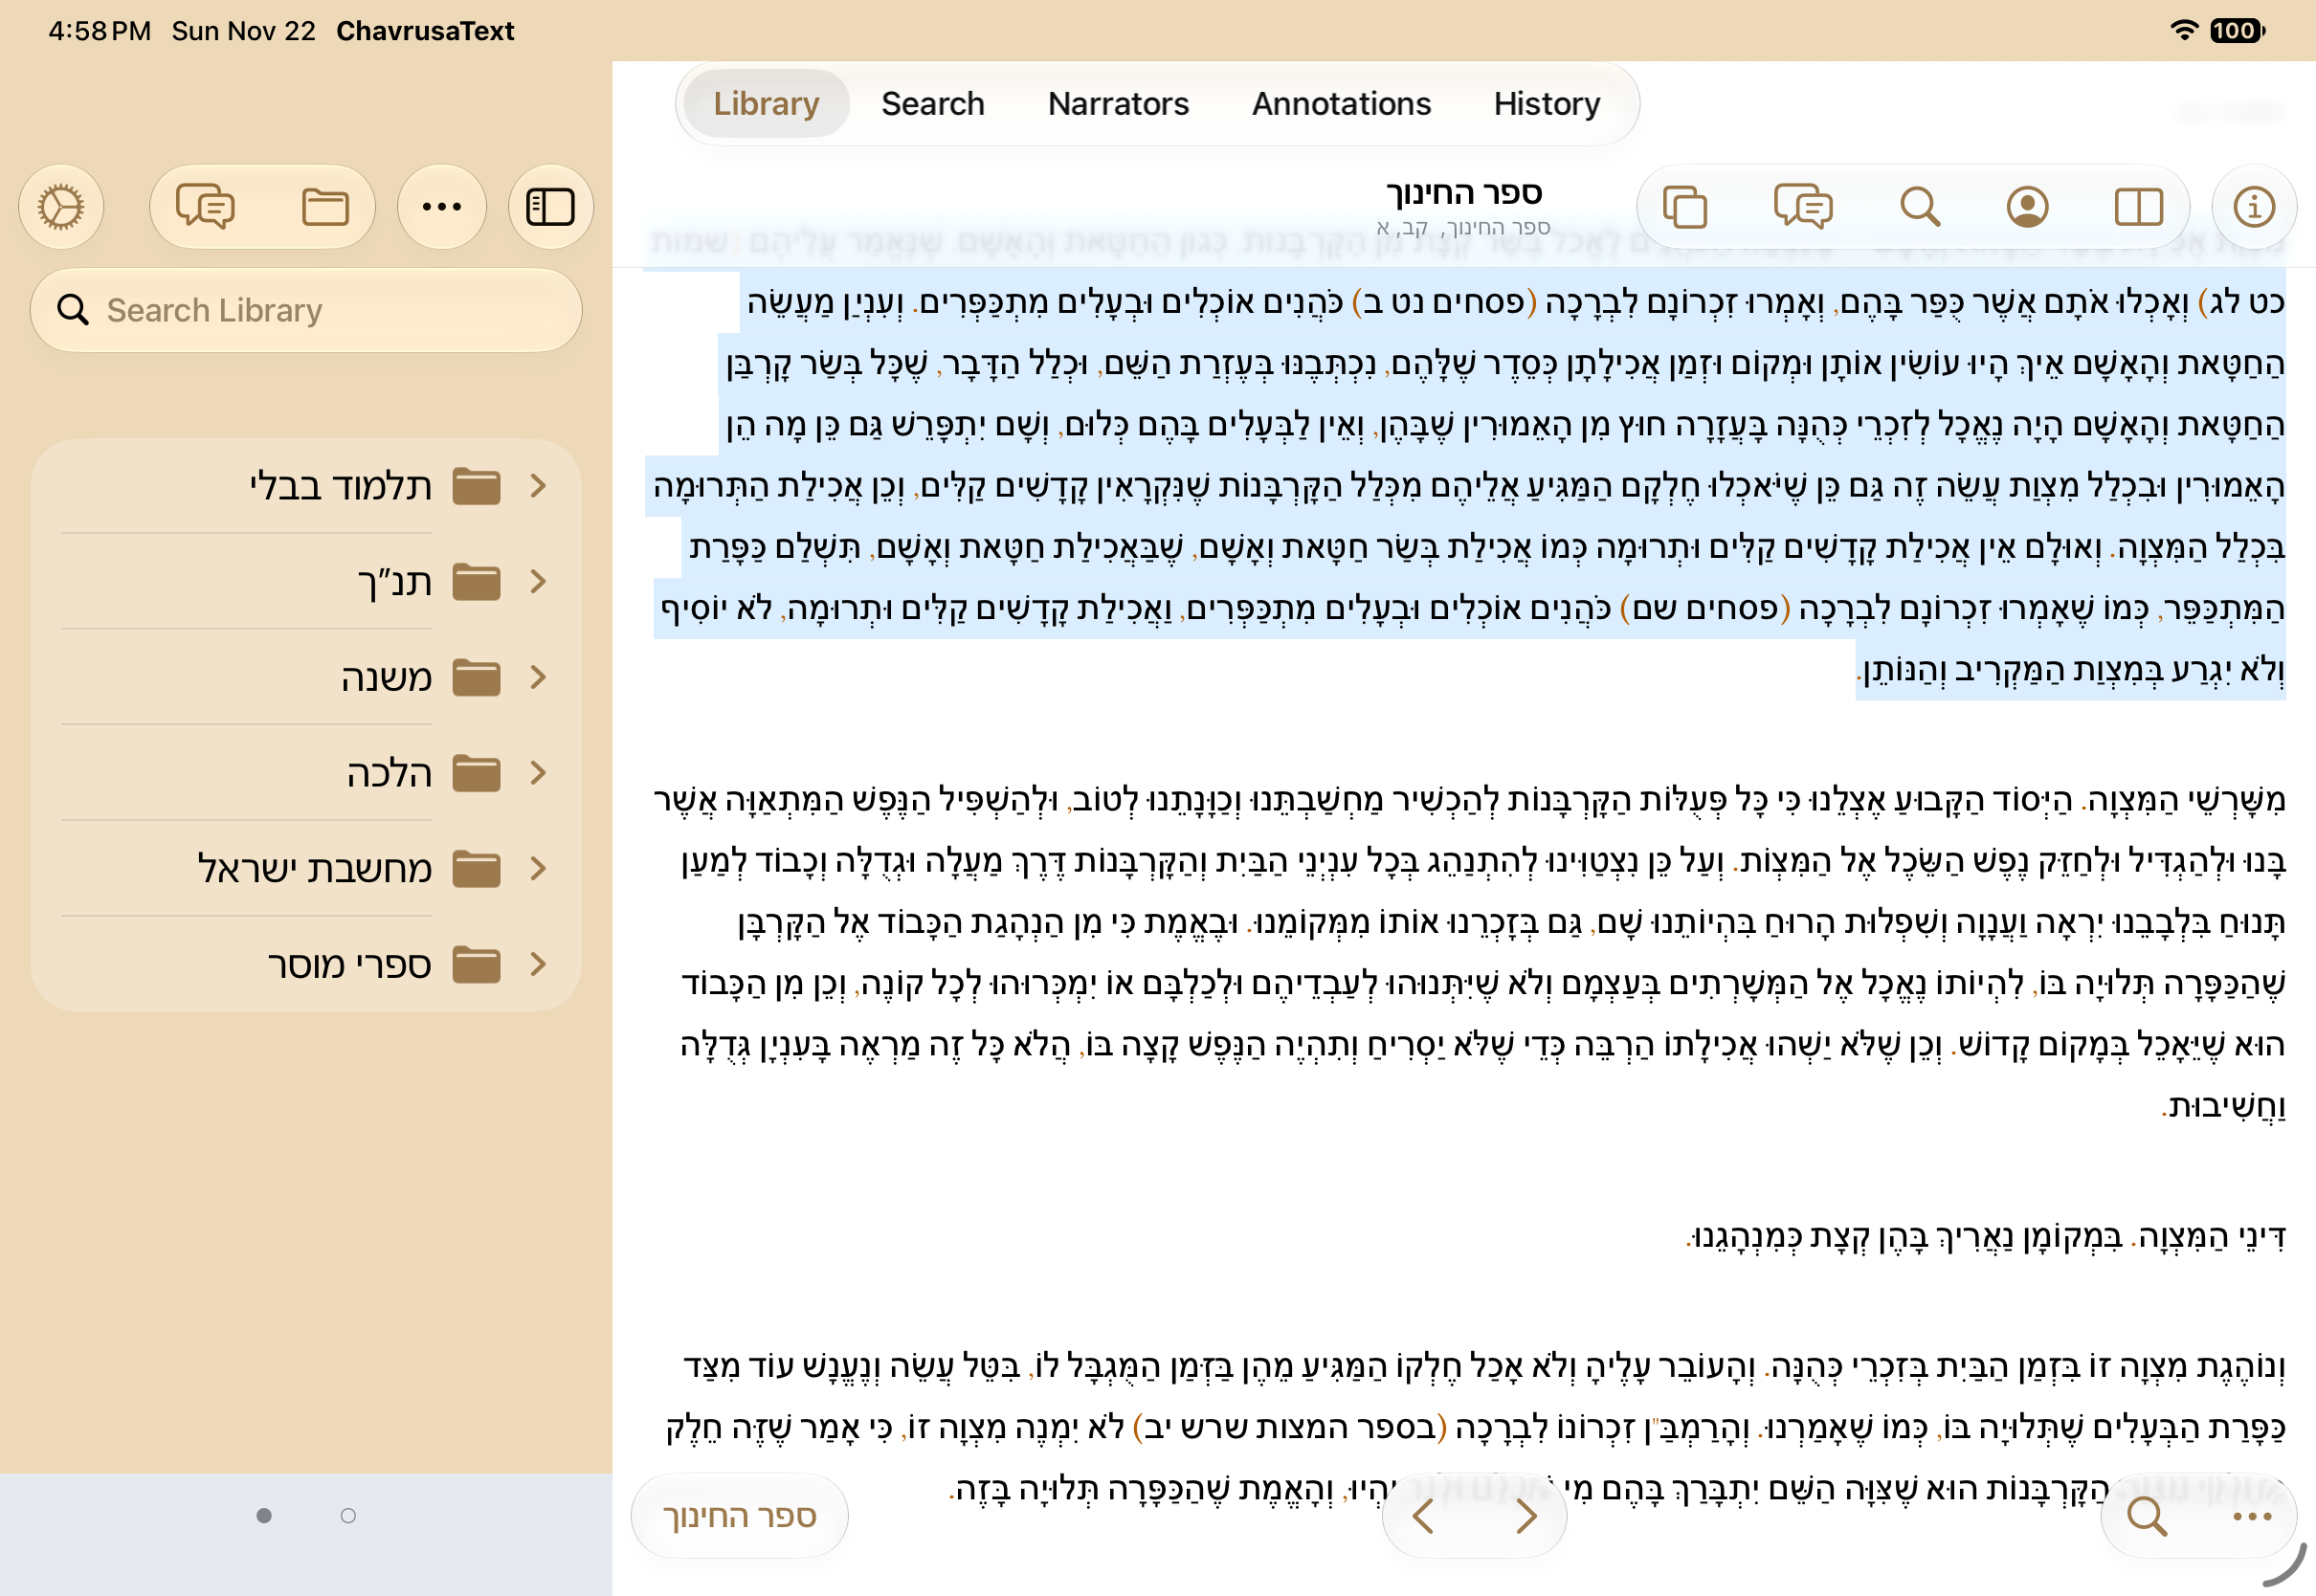 4:58 PM Sun Nov 22 ChavrusaText
100
Library Search Narrators Annotations History
ספר החינוך
ספר החינוך, קב, א
Search Library
תלמוד בבלי
תנ״ך
משנה
הלכה
מחשבת ישראל
ספרי מוסר
לֶאֱכֹל בְּשַׂר קְצָת מִן הַקָּרְבָּנוֹת. כְּגוֹן הַחַטָּאת וְהָאָשָׁם. שֶׁנֶּאֱמַר עֲלֵיהֶם (שמות
כט לג) וְאָכְלוּ אֹתָם אֲשֶׁר כֻּפַּר בָּהֶם, וְאָמְרוּ זִכְרוֹנָם לִבְרָכָה (פסחים נט ב) כֹּהֲנִים אוֹכְלִים וּבְעָלִים מִתְכַּפְּרִים. וְעִנְיַן מַעֲשֵׂה
הַחַטָּאת וְהָאָשָׁם אֵיךְ הָיוּ עוֹשִׂין אוֹתָן וּמְקוֹם וּזְמַן אֲכִילָתָן כְּסֵדֶר שֶׁלָּהֶם, נִכְתְּבֶנּוּ בְּעֶזְרַת הַשֵּׁם, וּכְלַל הַדָּבָר, שֶׁכָּל בְּשַׂר קָרְבַּן
הַחַטָּאת וְהָאָשָׁם הָיָה נֶאֱכָל לְזִכְרֵי כְּהֻנָּה בָּעֲזָרָה חוּץ מִן הָאֵמוּרִין שֶׁבָּהֶן, וְאֵין לַבְּעָלִים בָּהֶם כְּלוּם, וְשָׁם יִתְפָּרֵשׁ גַּם כֵּן מָה הֵן
הָאֵמוּרִין וּבִכְלַל מִצְוַת עֲשֵׂה זֶה גַּם כֵּן שֶׁיֹּאכְלוּ חֶלְקָם הַמַּגִּיעַ אֲלֵיהֶם מִכְּלַל הַקָּרְבָּנוֹת שֶׁנִּקְרָאִין קָדָשִׁים קַלִּים, וְכֵן אֲכִילַת הַתְּרוּמָה
בִּכְלַל הַמִּצְוָה. וְאוּלָם אֵין אֲכִילַת קָדָשִׁים קַלִּים וּתְרוּמָה כְּמוֹ אֲכִילַת בְּשַׂר חַטָּאת וְאָשָׁם, שֶׁבַּאֲכִילַת חַטָּאת וְאָשָׁם, תִּשְׁלַם כַּפָּרַת
הַמִּתְכַּפֵּר, כְּמוֹ שֶׁאָמְרוּ זִכְרוֹנָם לִבְרָכָה (פסחים שם) כֹּהֲנִים אוֹכְלִים וּבְעָלִים מִתְכַּפְּרִים, וַאֲכִילַת קָדָשִׁים קַלִּים וּתְרוּמָה, לֹא יוֹסִיף
וְלֹא יִגְרַע בְּמִצְוַת הַמַּקְרִיב וְהַנּוֹתֵן.
מִשָּׁרְשֵׁי הַמִּצְוָה. הַיְּסוֹד הַקָּבוּעַ אֶצְלֵנוּ כִּי כָּל פְּעֻלּוֹת הַקָּרְבָּנוֹת לְהַכְשִׁיר מַחְשַׁבְתֵּנוּ וְכַוָּנָתֵנוּ לְטוֹב, וּלְהַשְׁפִּיל הַנֶּפֶשׁ הַמִּתְאַוָּה אֲשֶׁר
בָּנוּ וּלְהַגְדִּיל וּלְחַזֵּק נֶפֶשׁ הַשֵּׂכֶל אֶל הַמִּצְוֹת. וְעַל כֵּן נִצְטַוִּינוּ לְהִתְנַהֵג בְּכָל עִנְיְנֵי הַבַּיִת וְהַקָּרְבָּנוֹת דֶּרֶךְ מַעֲלָה וּגְדֻלָּה וְכָבוֹד לְמַעַן
תָּנוּחַ בִּלְבָבֵנוּ יִרְאָה וַעֲנָוָה וְשִׁפְלוּת הָרוּחַ בִּהְיוֹתֵנוּ שָׁם, גַּם בְּזָכְרֵנוּ אוֹתוֹ מִמְּקוֹמֵנוּ. וּבֶאֱמֶת כִּי מִן הַנְהָגַת הַכָּבוֹד אֶל הַקָּרְבָּן
שֶׁהַכַּפָּרָה תְּלוּיָה בּוֹ, לִהְיוֹתוֹ נֶאֱכָל אֶל הַמְּשָׁרְתִים בְּעַצְמָם וְלֹא שֶׁיִּתְּנוּהוּ לְעַבְדֵיהֶם וּלְכַלְבָּם אוֹ יִמְכְּרוּהוּ לְכָל קוֹנֶה, וְכֵן מִן הַכָּבוֹד
הוּא שֶׁיֵּאָכֵל בְּמָקוֹם קָדוֹשׁ. וְכֵן שֶׁלֹּא יַשְׁהוּ אֲכִילָתוֹ הַרְבֵּה כְּדֵי שֶׁלֹּא יַסְרִיחַ וְתִהְיֶה הַנֶּפֶשׁ קָצָה בּוֹ, הֲלֹא כָּל זֶה מַרְאֶה בָּעִנְיָן גְּדֻלָּה
וַחֲשִׁיבוּת.
דִּינֵי הַמִּצְוָה. בִּמְקוֹמָן נַאֲרִיךְ בָּהֶן קְצָת כְּמִנְהָגֵנוּ.
וְנוֹהֶגֶת מִצְוָה זוֹ בִּזְמַן הַבַּיִת בְּזִכְרֵי כְּהֻנָּה. וְהָעוֹבֵר עָלֶיהָ וְלֹא אָכַל חֶלְקוֹ הַמַּגִּיעַ מֵהֶן בַּזְּמַן הַמֻּגְבָּל לוֹ, בִּטֵּל עֲשֵׂה וְנֶעֱנָשׁ עוֹד מִצַּד
כַּפָּרַת הַבְּעָלִים שֶׁתְּלוּיָה בּוֹ, כְּמוֹ שֶׁאָמַרְנוּ. וְהָרַמְבַּ"ן זִכְרוֹנוֹ לִבְרָכָה (בספר המצות שרש יב) לֹא יִמְנֶה מִצְוָה זוֹ, כִּי אָמַר שֶׁזֶּה חֵלֶק
הַקָּרְבָּנוֹת הוּא שֶׁצִּוָּה הַשֵּׁם יִתְבָּרַךְ בָּהֶם מִי יִהְיוּ, וְהָאֱמֶת שֶׁהַכַּפָּרָה תְּלוּיָה בָּזֶה.
ספר החינוך